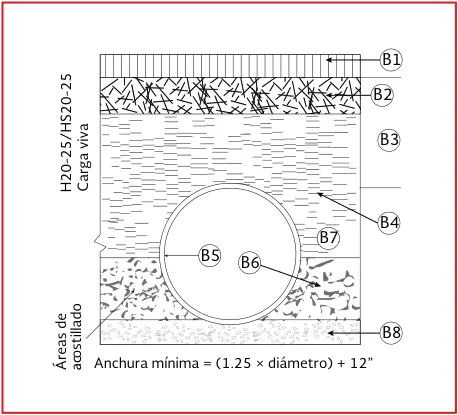 B1
B2
B3
B4
B5
B6
B7
B8
H20-25/HS20-25
Carga viva
Áreas de
acostillado
Anchura mínima = (1.25 × diámetro) + 12”